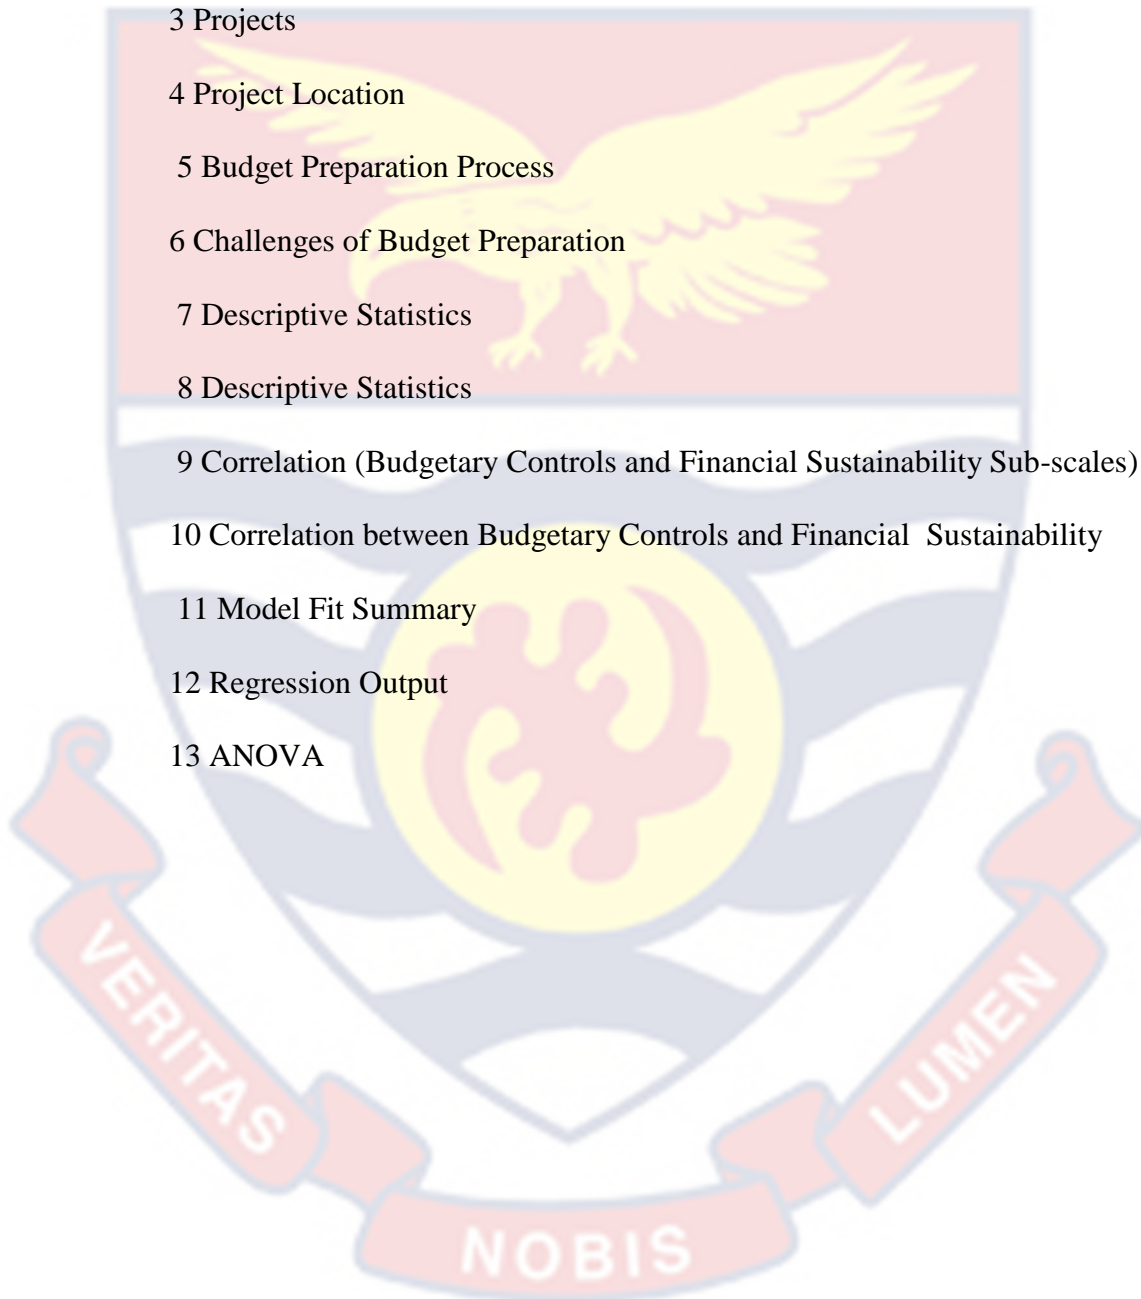 3 Projects
4 Project Location
5 Budget Preparation Process
6 Challenges of Budget Preparation
7 Descriptive Statistics
8 Descriptive Statistics
9 Correlation (Budgetary Controls and Financial Sustainability Sub-scales)
10 Correlation between Budgetary Controls and Financial  Sustainability
11 Model Fit Summary
12 Regression Output
13 ANOVA
VERITAS
NOBIS
LUMEN